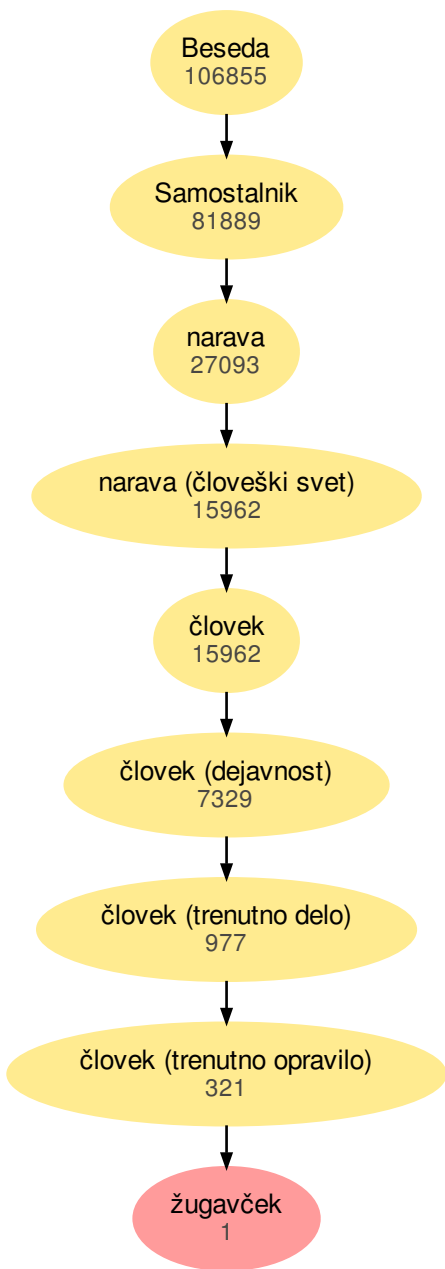 Beseda
106855
Samostalnik
81889
narava
27093
narava (človeški svet)
15962
človek
15962
človek (dejavnost)
7329
človek (trenutno delo)
977
človek (trenutno opravilo)
321
žugavček
1